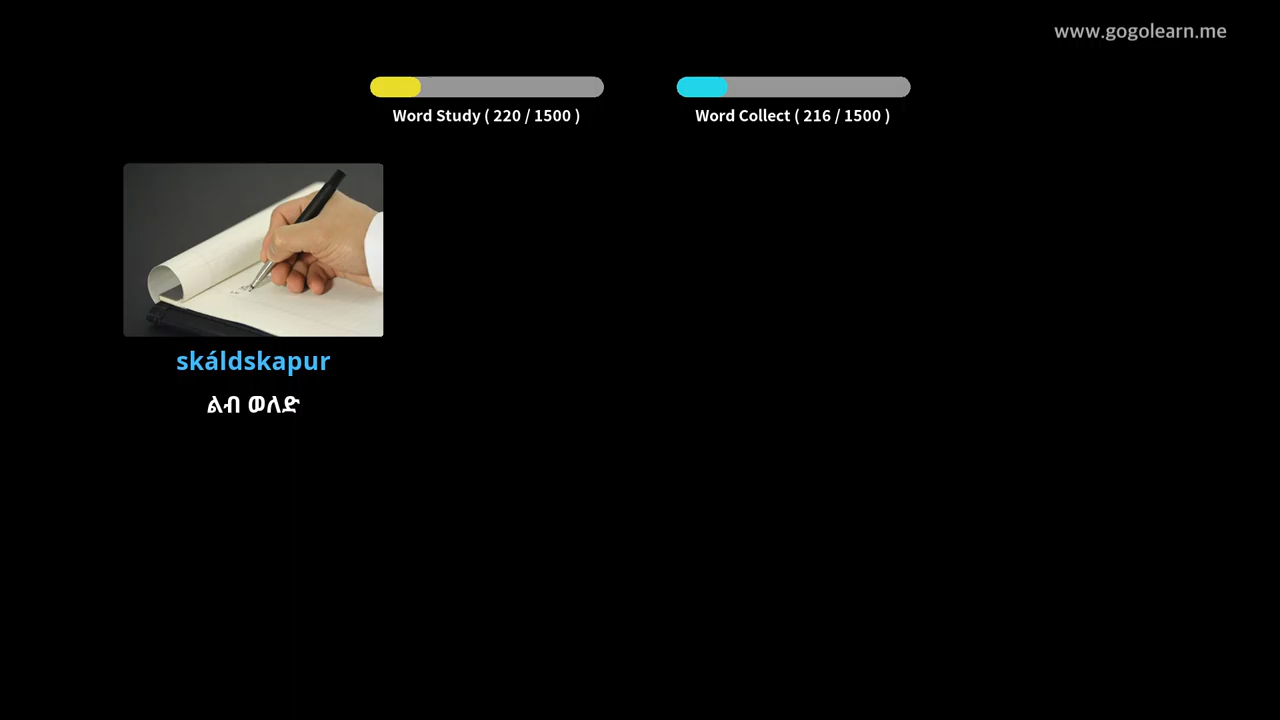 www.gogolearn.me
Word Study ( 220 / 1500 )
Word Collect ( 216 / 1500 )
skáldskapur
ልብ ወለድ